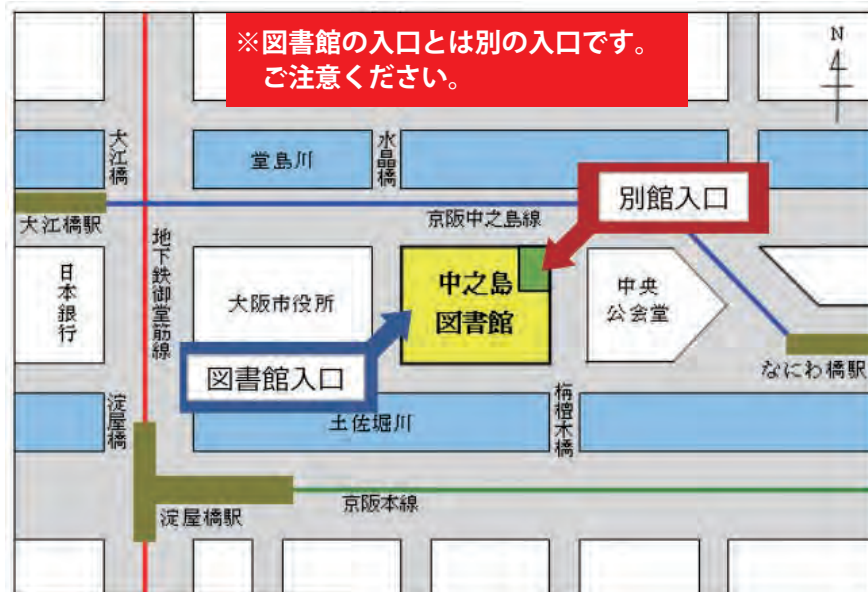 ※図書館の入口とは別の入口です。
ご注意ください。
N
大江橋
堂島川
水晶橋
別館入口
大江橋駅
京阪中之島線
地下鉄御堂筋線
日本銀行
大阪市役所
中之島
図書館
中央
公会堂
図書館入口
なにわ橋駅
淀屋橋
土佐堀川
栴檀木橋
淀屋橋駅
京阪本線